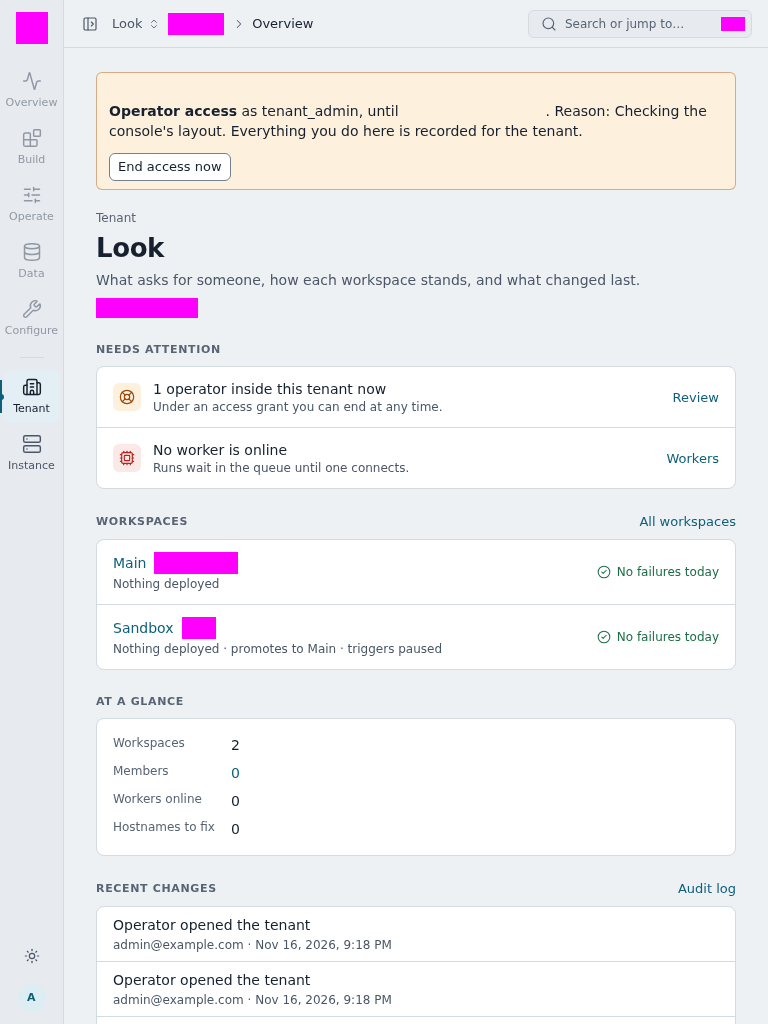 Look
Overview
Search or jump to…
Overview
Build
Operate
Data
Configure
Tenant
Instance
A
Operator access as tenant_admin, until . Reason: Checking the
console's layout. Everything you do here is recorded for the tenant.
End access now
Tenant
Look
What asks for someone, how each workspace stands, and what changed last.
NEEDS ATTENTION
1 operator inside this tenant now
Under an access grant you can end at any time.
Review
No worker is online
Runs wait in the queue until one connects.
Workers
WORKSPACES
All workspaces
Main
Nothing deployed
No failures today
Sandbox
Nothing deployed · promotes to Main · triggers paused
No failures today
AT A GLANCE
Workspaces 2
Members 0
Workers online 0
Hostnames to fix 0
RECENT CHANGES
Audit log
Operator opened the tenant
admin@example.com · Nov 16, 2026, 9:18 PM
Operator opened the tenant
admin@example.com · Nov 16, 2026, 9:18 PM